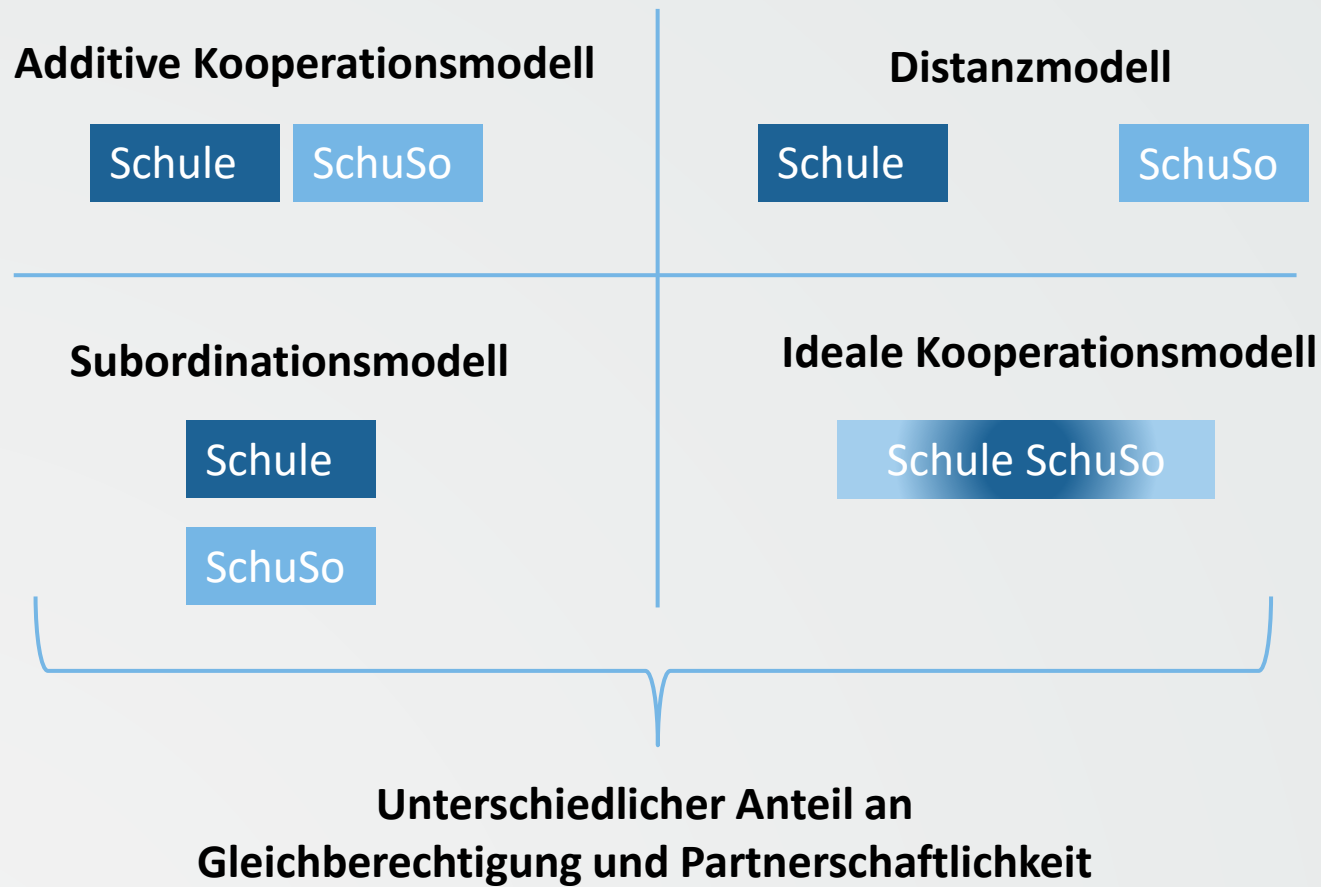 Additive Kooperationsmodell
Schule
SchuSo
Distanzmodell
Schule
SchuSo
Subordinationsmodell
Schule
SchuSo
Ideale Kooperationsmodell
Schule SchuSo
Unterschiedlicher Anteil an
Gleichberechtigung und Partnerschaftlichkeit